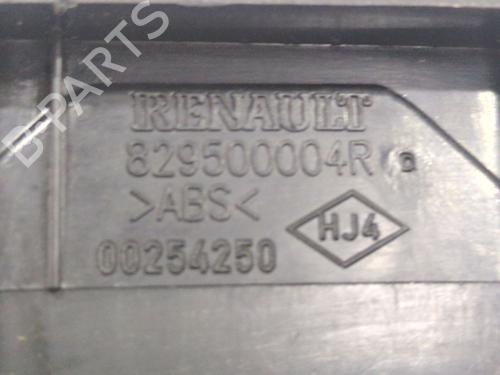 B-PARTS
RENAULT
829500004R
>ABS<
HJ4
00254250